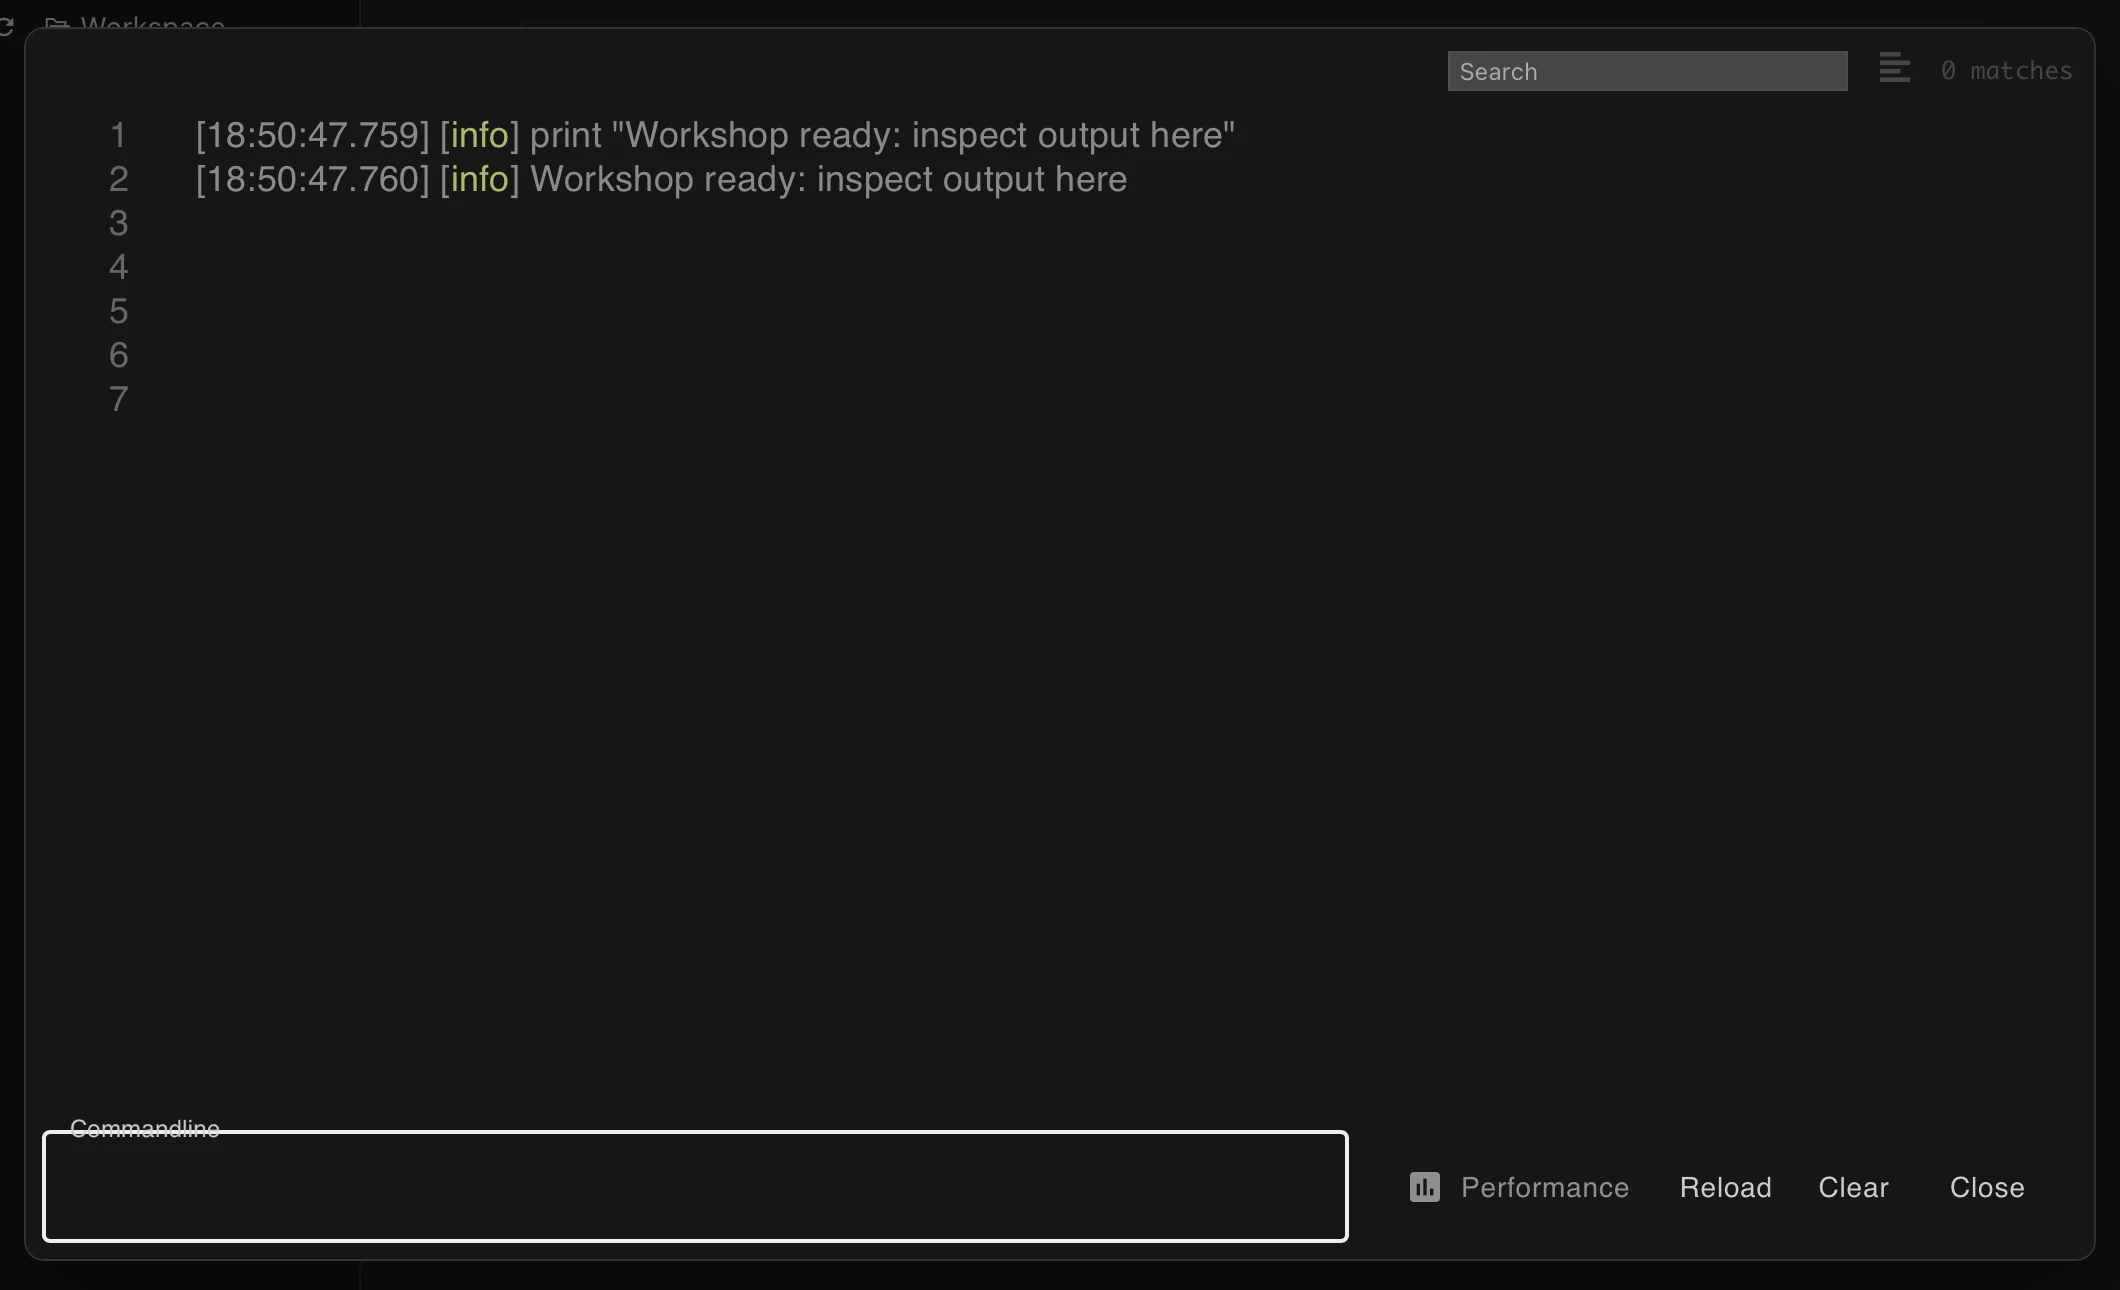 Workspace
Search
0 matches
1 [18:50:47.759] [info] print "Workshop ready: inspect output here"
2 [18:50:47.760] [info] Workshop ready: inspect output here
3
4
5
6
7
Commandline
Performance Reload Clear Close